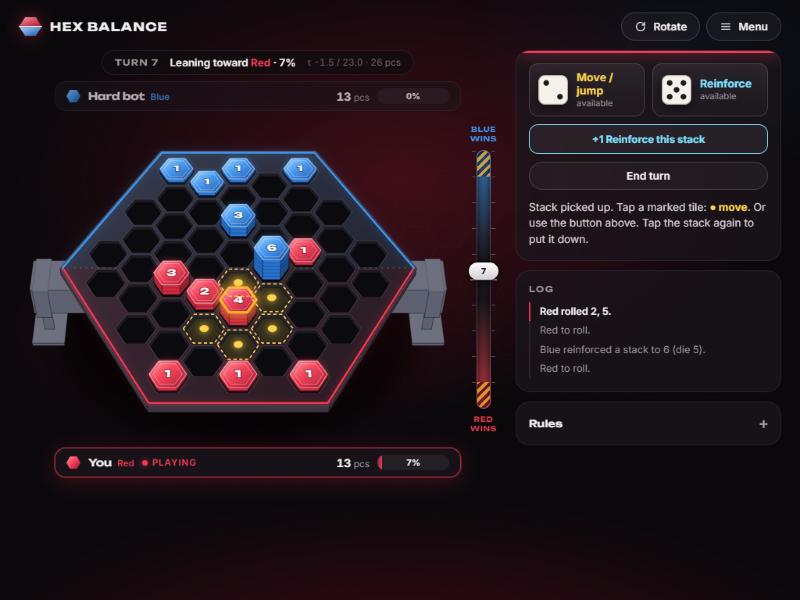 HEX BALANCE
Rotate
Menu
TURN 7 Leaning toward Red · 7% τ -1.5 / 23.0 · 26 pcs
Hard bot Blue 13 pcs 0%
BLUE
WINS
1 1 1 1
3
6 1
3
2 4
1 1 1
7
RED
WINS
You Red PLAYING 13 pcs 7%
Move /
jump
available
Reinforce
available
+1 Reinforce this stack
End turn
Stack picked up. Tap a marked tile: ● move. Or
use the button above. Tap the stack again to
put it down.
LOG
Red rolled 2, 5.
Red to roll.
Blue reinforced a stack to 6 (die 5).
Red to roll.
Rules +